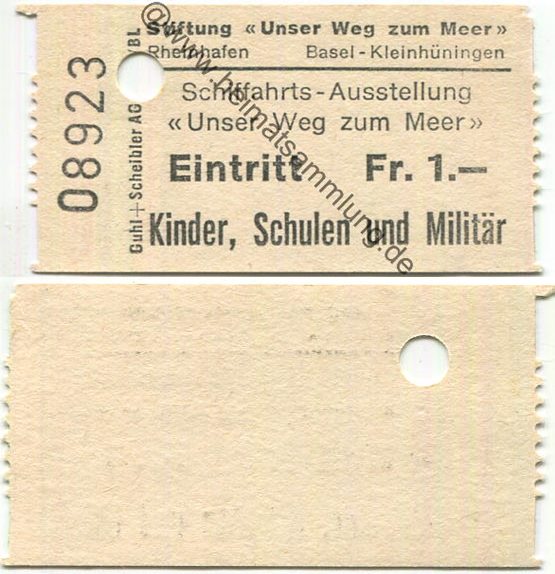 08923
Guhl+Scheibler AG /BL
Stiftung «Unser Weg zum Meer»
Rheinhafen Basel-Kleinhüningen
Schiffahrts-Ausstellung
«Unser Weg zum Meer»
Eintritt Fr. 1.—
Kinder, Schulen und Militär
@www.heimatsammlung.de